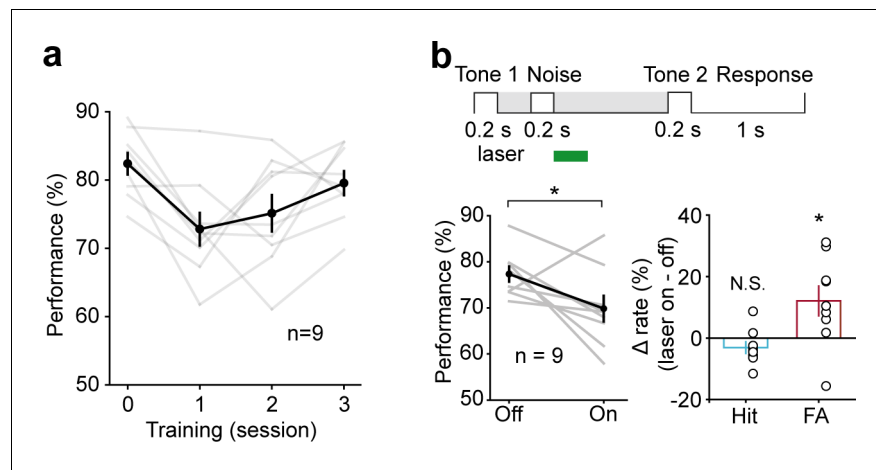 a
90
80
70
60
50
Performance (%)
n=9
0 1 2 3
Training (session)
b
Tone 1 Noise Tone 2 Response
0.2 s 0.2 s 0.2 s 1 s
laser
*
90
80
70
60
50
Performance (%)
n = 9
Off On
40
20
0
-20
Δ rate (%)
(laser on - off)
N.S.
*
Hit FA